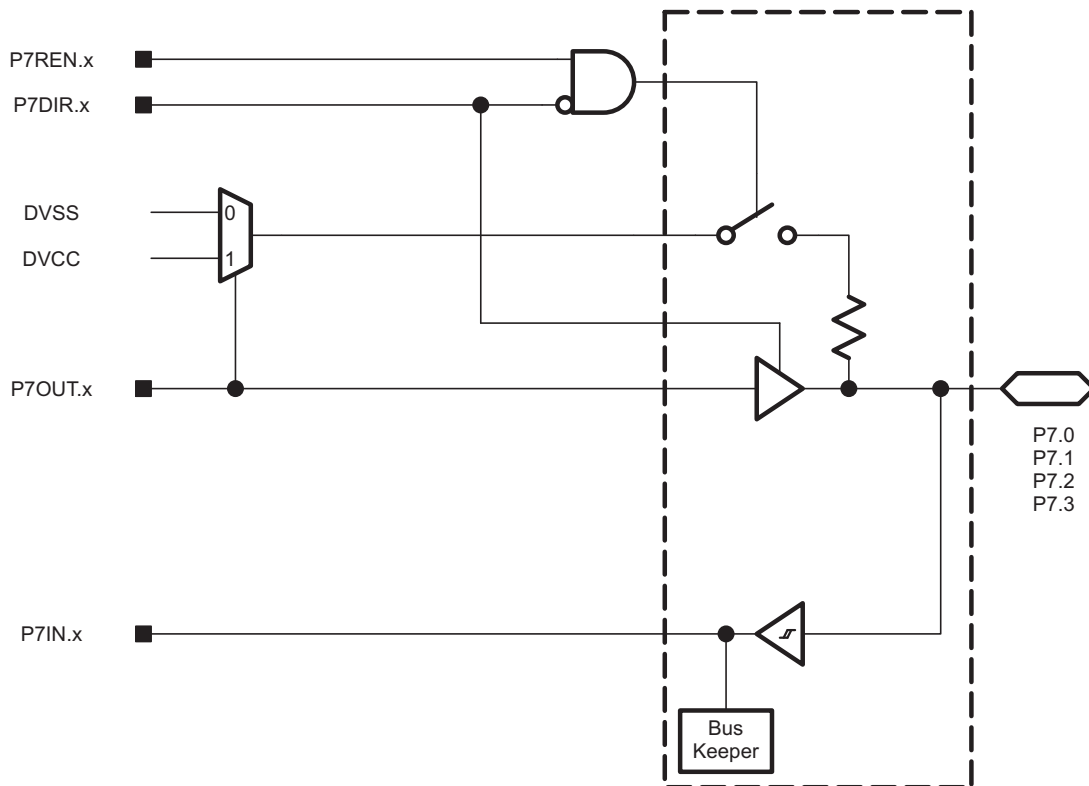 P7REN.x
P7DIR.x
DVSS
0
DVCC
1
P7OUT.x
P7.0
P7.1
P7.2
P7.3
P7IN.x
Bus
Keeper